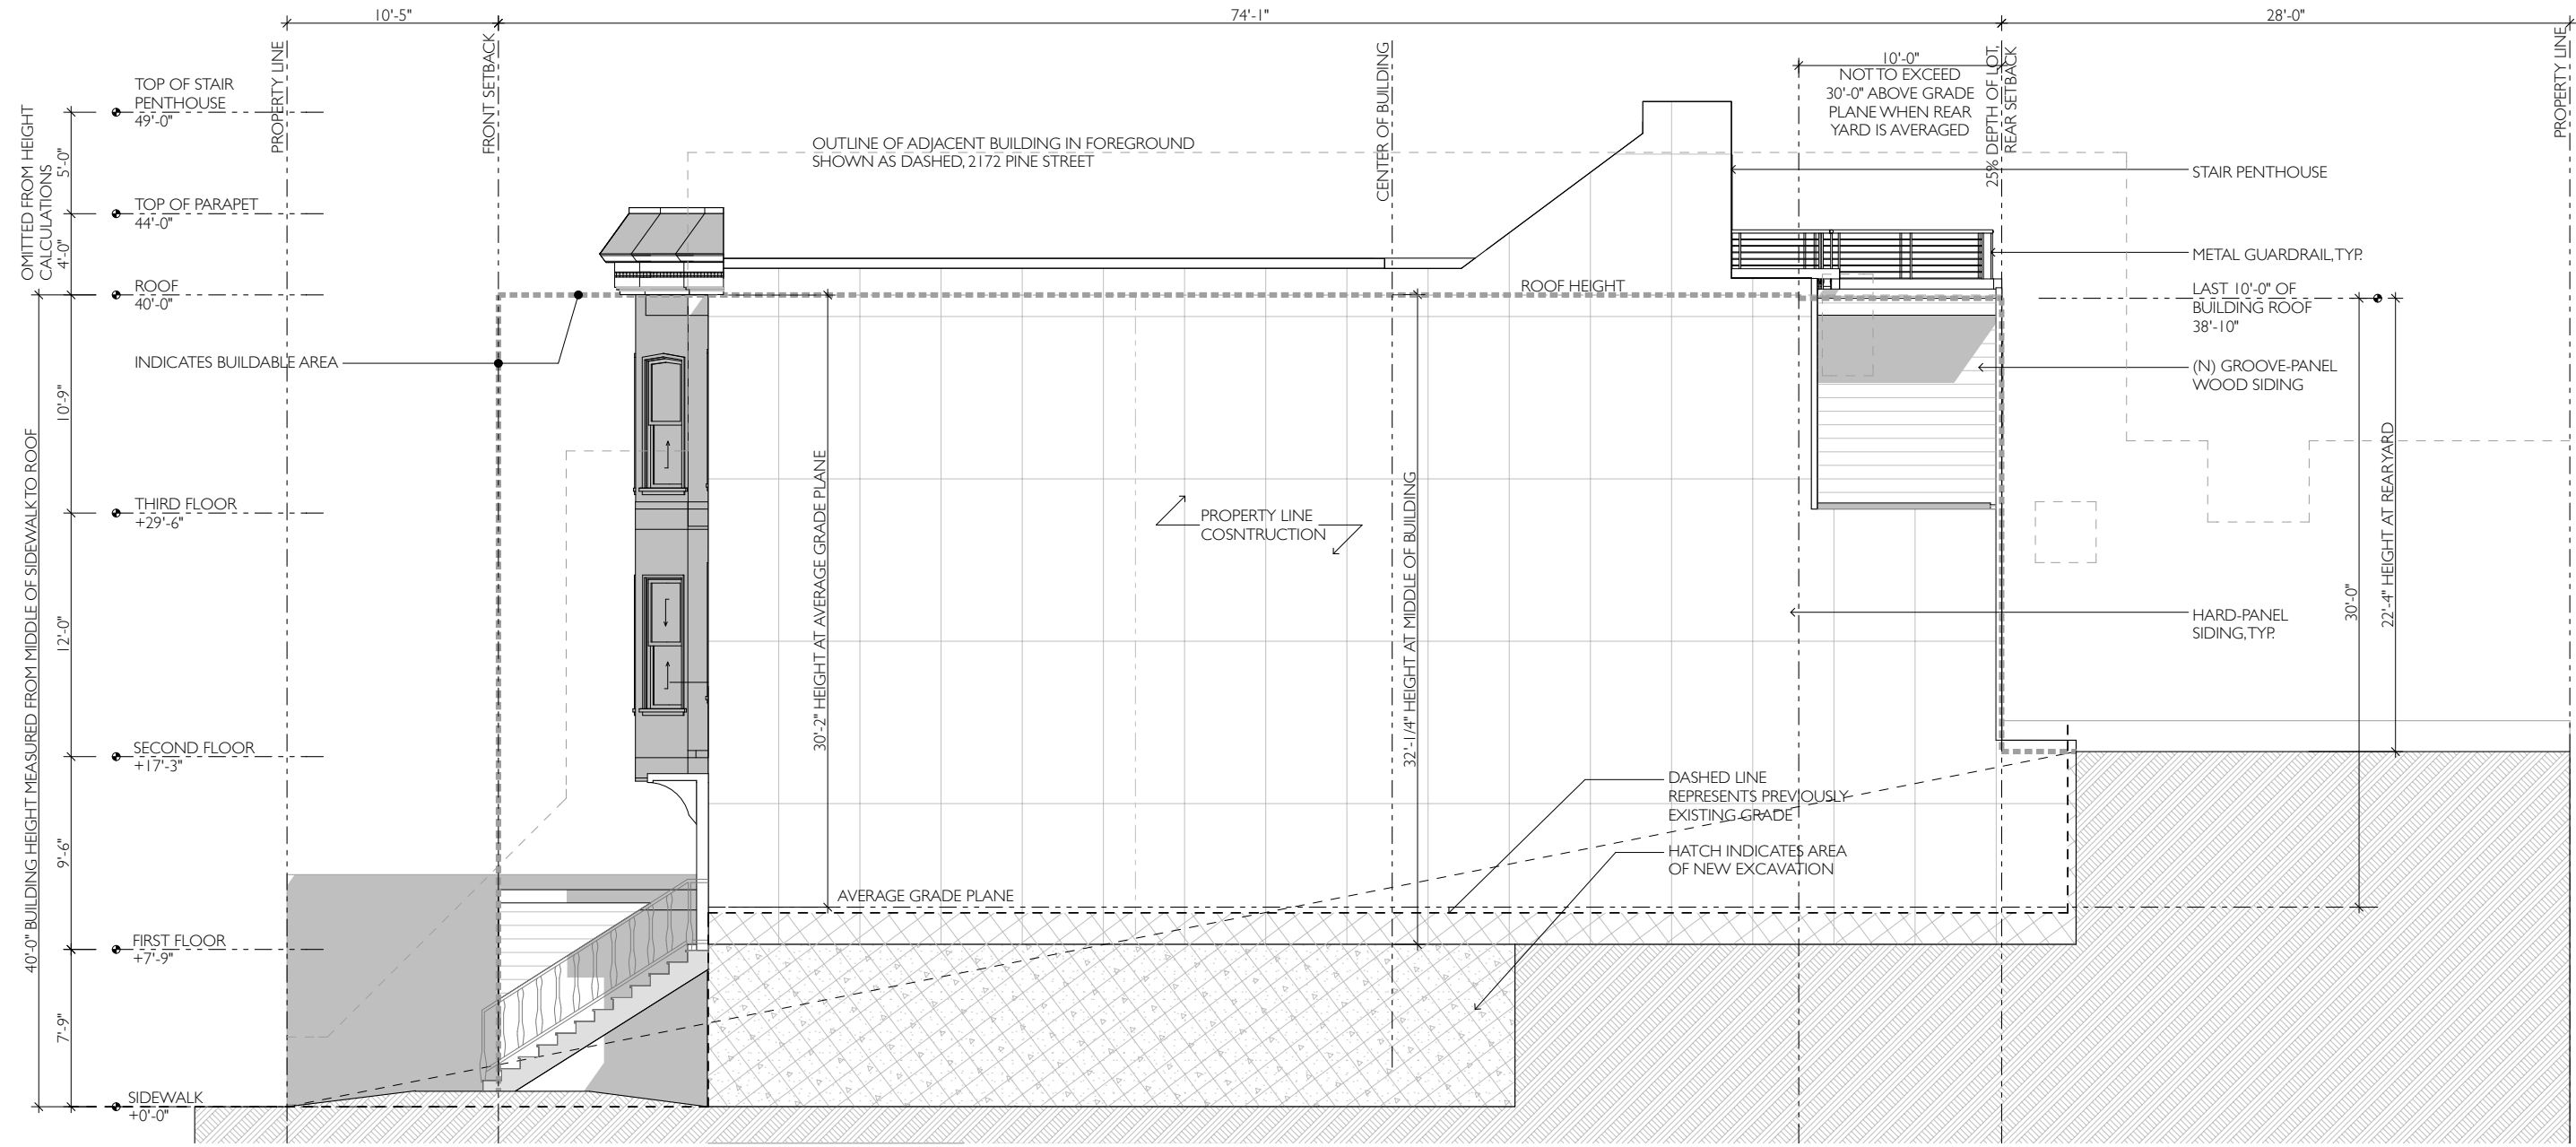 10'-5"
74'-1"
28'-0"
PROPERTY LINE
FRONT SETBACK
CENTER OF BUILDING
10'-0"
NOT TO EXCEED
30'-0" ABOVE GRADE
PLANE WHEN REAR
YARD IS AVERAGED
25% DEPTH OF LOT,
REAR SETBACK
PROPERTY LINE
OMITTED FROM HEIGHT
CALCULATIONS
5'-0"
4'-0"
TOP OF STAIR
PENTHOUSE
49'-0"
TOP OF PARAPET
44'-0"
ROOF
40'-0"
INDICATES BUILDABLE AREA
OUTLINE OF ADJACENT BUILDING IN FOREGROUND
SHOWN AS DASHED, 2172 PINE STREET
STAIR PENTHOUSE
METAL GUARDRAIL, TYP.
ROOF HEIGHT
LAST 10'-0" OF
BUILDING ROOF
38'-10"
(N) GROOVE-PANEL
WOOD SIDING
40'-0" BUILDING HEIGHT MEASURED FROM MIDDLE OF SIDEWALK TO ROOF
10'-9"
THIRD FLOOR
+29'-6"
12'-0"
SECOND FLOOR
+17'-3"
9'-6"
FIRST FLOOR
+7'-9"
7'-9"
SIDEWALK
+0'-0"
30'-2" HEIGHT AT AVERAGE GRADE PLANE
PROPERTY LINE
COSNTRUCTION
32'-1/4" HEIGHT AT MIDDLE OF BUILDING
HARD-PANEL
SIDING, TYP.
30'-0"
22'-4" HEIGHT AT REAR YARD
DASHED LINE
REPRESENTS PREVIOUSLY
EXISTING GRADE
HATCH INDICATES AREA
OF NEW EXCAVATION
AVERAGE GRADE PLANE